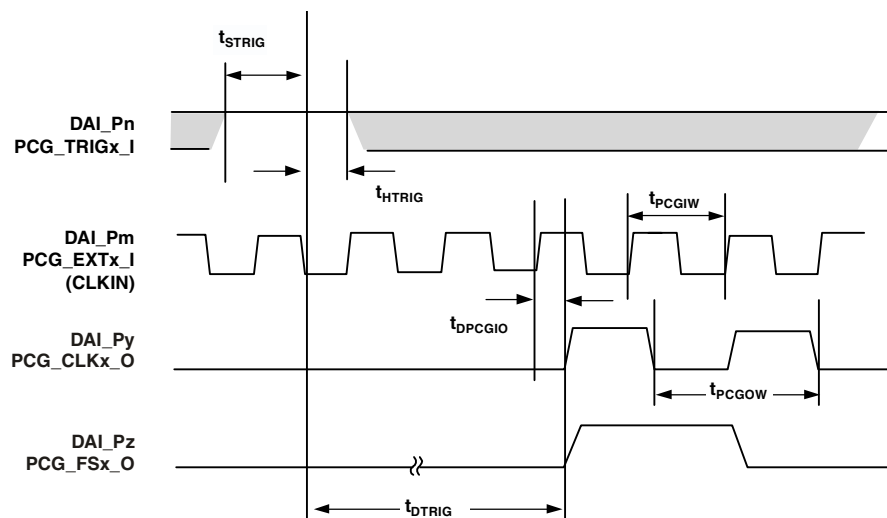 tSTRIG
DAI_Pn
PCG_TRIGx_I
tHTRIG
tPCGIW
DAI_Pm
PCG_EXTx_I
(CLKIN)
tDPCGIO
DAI_Py
PCG_CLKx_O
tPCGOW
DAI_Pz
PCG_FSx_O
tDTRIG